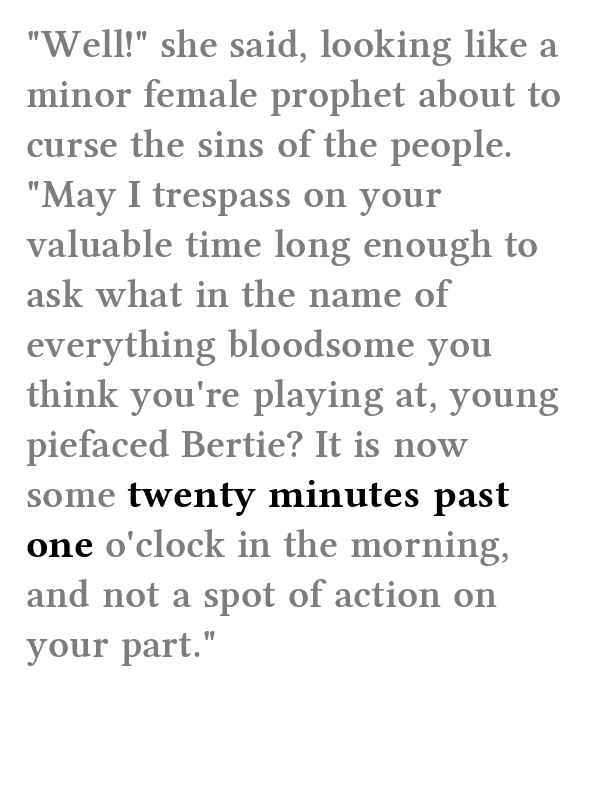 "Well!" she said, looking like a
minor female prophet about to
curse the sins of the people.
"May I trespass on your
valuable time long enough to
ask what in the name of
everything bloodsome you
think you're playing at, young
piefaced Bertie? It is now
some twenty minutes past
one o'clock in the morning,
and not a spot of action on
your part."